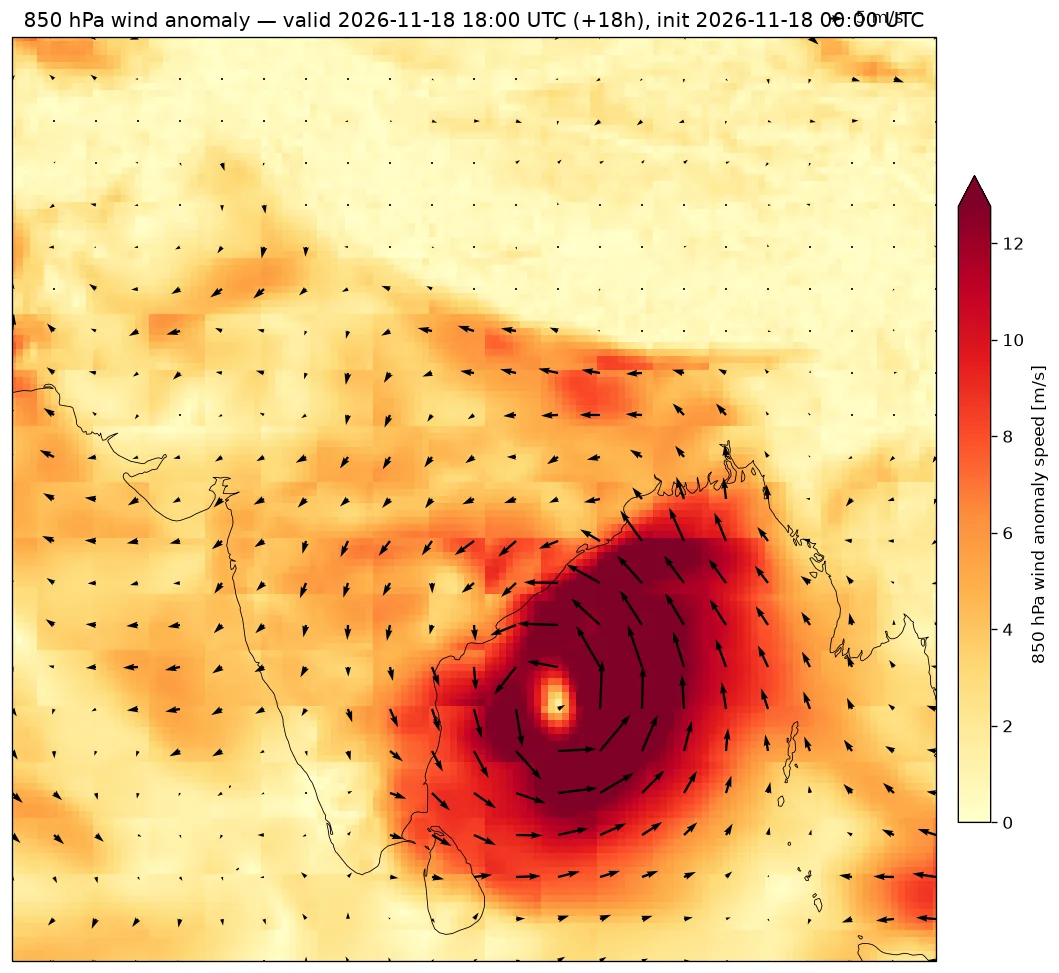 850 hPa wind anomaly — valid 2026-11-18 18:00 UTC (+18h), init 2026-11-18 00:00 UTC
5 m/s
12
10
8
6
4
2
0
850 hPa wind anomaly speed [m/s]